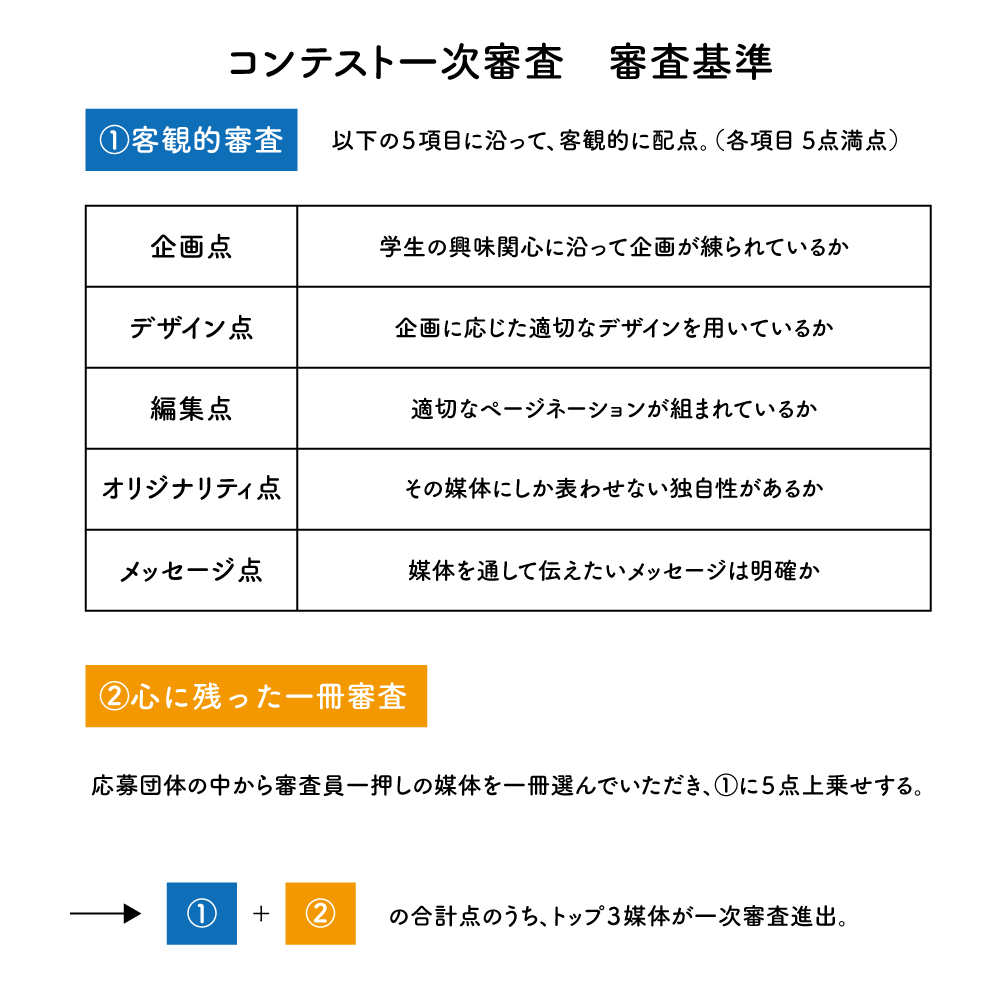 コンテスト一次審査　審査基準
①客観的審査
以下の5項目に沿って、客観的に配点。（各項目 5点満点）
企画点
学生の興味関心に沿って企画が練られているか
デザイン点
企画に応じた適切なデザインを用いているか
編集点
適切なページネーションが組まれているか
オリジナリティ点
その媒体にしか表わせない独自性があるか
メッセージ点
媒体を通して伝えたいメッセージは明確か
②心に残った一冊審査
応募団体の中から審査員一押しの媒体を一冊選んでいただき、①に5点上乗せする。
① + ② の合計点のうち、トップ3媒体が一次審査進出。